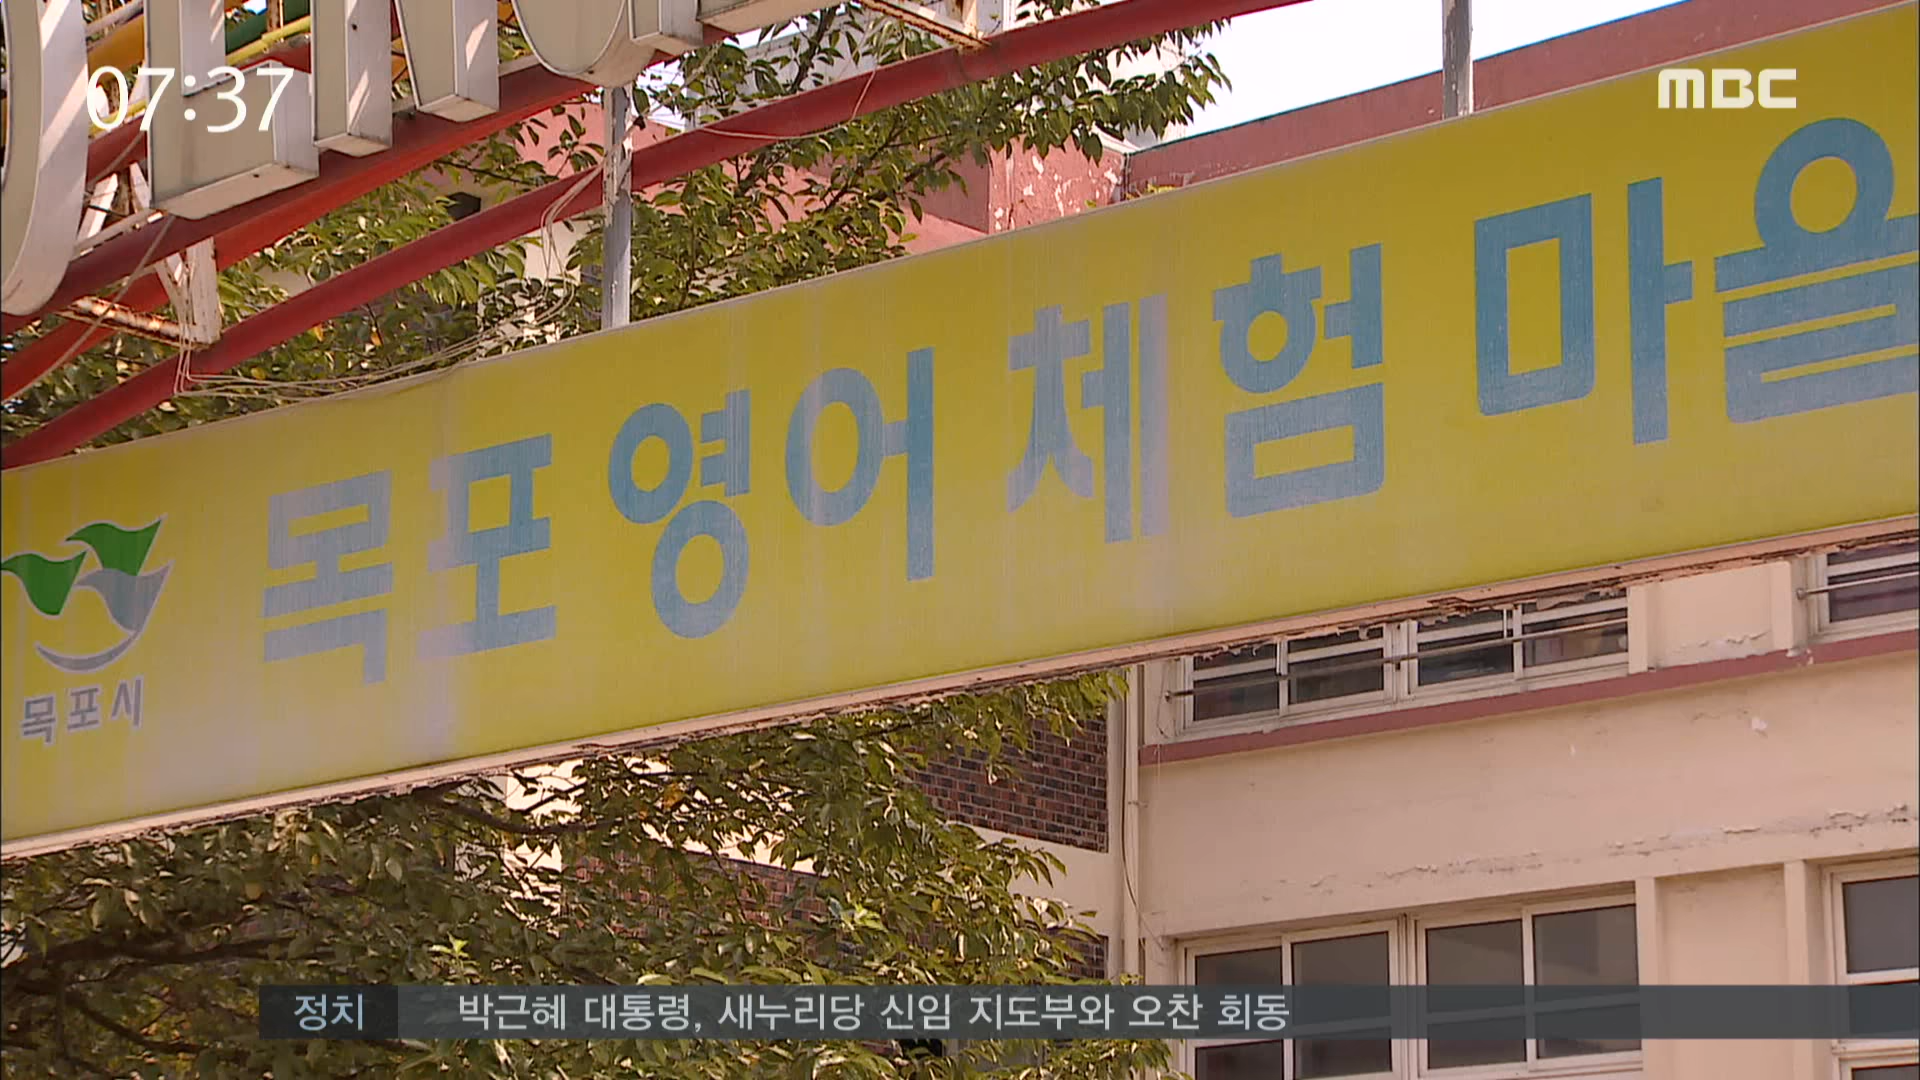 07:37
MBC
목포 영어 체험 마을
목포시
정치
박근혜 대통령, 새누리당 신임 지도부와 오찬 회동